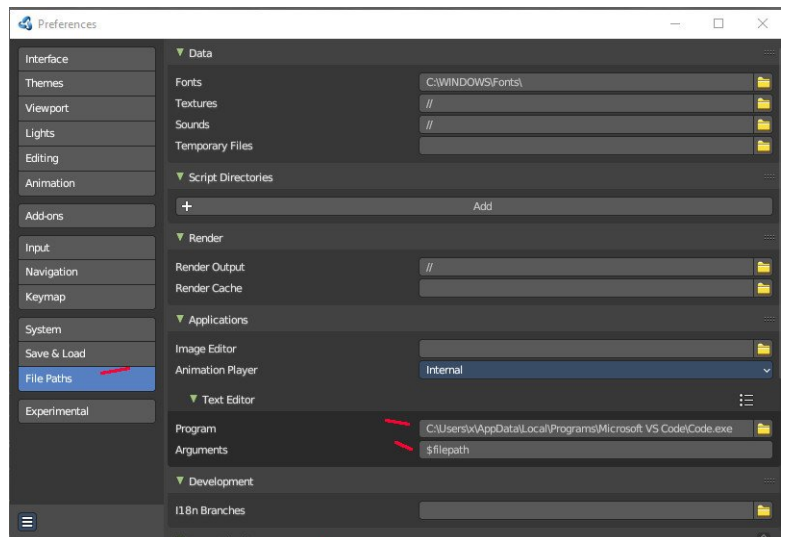 Preferences
Interface
Themes
Viewport
Lights
Editing
Animation
Add-ons
Input
Navigation
Keymap
System
Save & Load
File Paths
Experimental
Data
Fonts C:\WINDOWS\Fonts\
Textures //
Sounds //
Temporary Files
Script Directories
Add
Render
Render Output //
Render Cache
Applications
Image Editor
Animation Player Internal
Text Editor
Program C:\Users\x\AppData\Local\Programs\Microsoft VS Code\Code.exe
Arguments $filepath
Development
I18n Branches